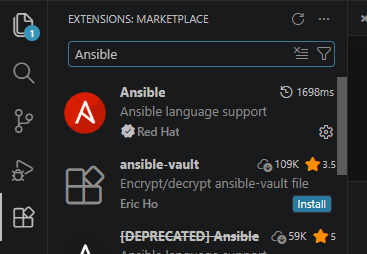 EXTENSIONS: MARKETPLACE
1
Ansible
Ansible 1698ms
Ansible language support
Red Hat
ansible-vault 109K 3.5
Encrypt/decrypt ansible-vault file
Eric Ho Install
[DEPRECATED] Ansible 59K 5
Ansible language support